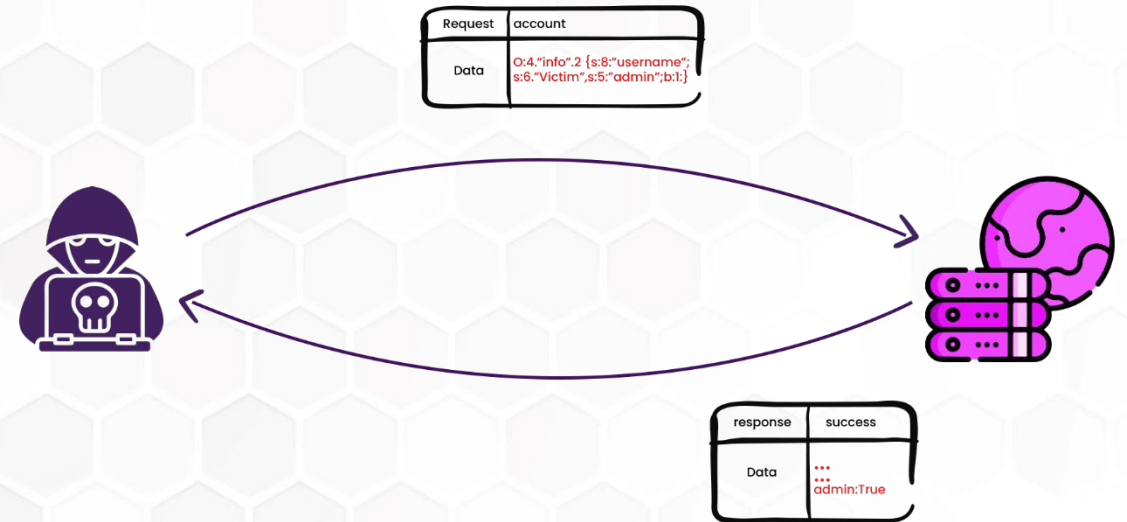 Request account
Data
O:4."info".2 {s:8:"username";
s:6."Victim",s:5:"admin";b:1:}
response success
Data
...
...
admin:True